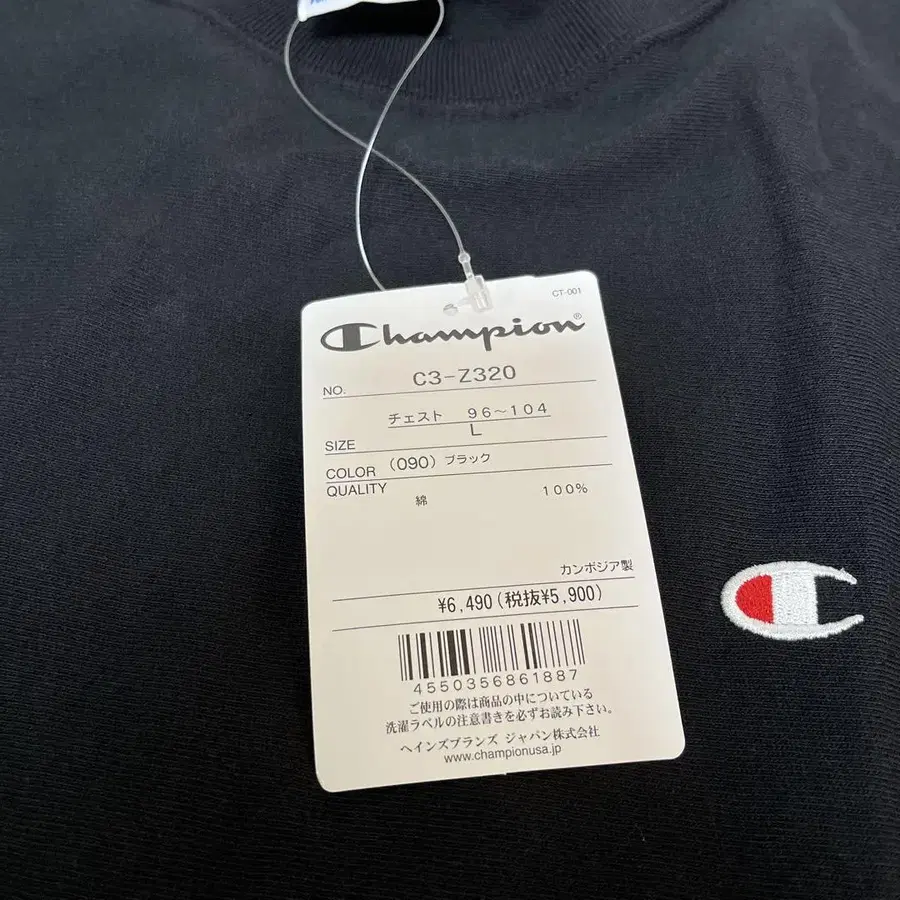 CT-001
Champion®
NO. C3-Z320
チェスト 96〜104
SIZE L
COLOR (090) ブラック
QUALITY 綿 100%
カンボジア製
¥6,490(税抜¥5,900)
4550356861887
ご使用の際は商品の中についている
洗濯ラベルの注意書きを必ずお読み下さい。
ヘインズブランズ ジャパン株式会社
www.championusa.jp